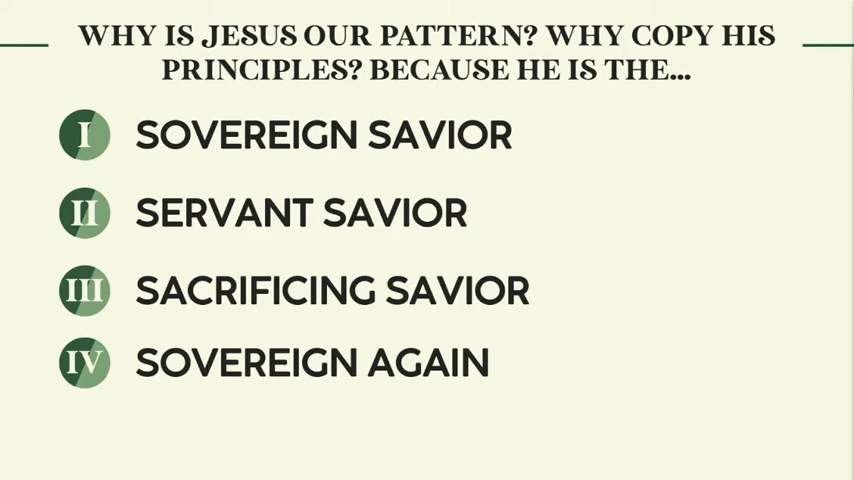 WHY IS JESUS OUR PATTERN? WHY COPY HIS
PRINCIPLES? BECAUSE HE IS THE...
I SOVEREIGN SAVIOR
II SERVANT SAVIOR
III SACRIFICING SAVIOR
IV SOVEREIGN AGAIN